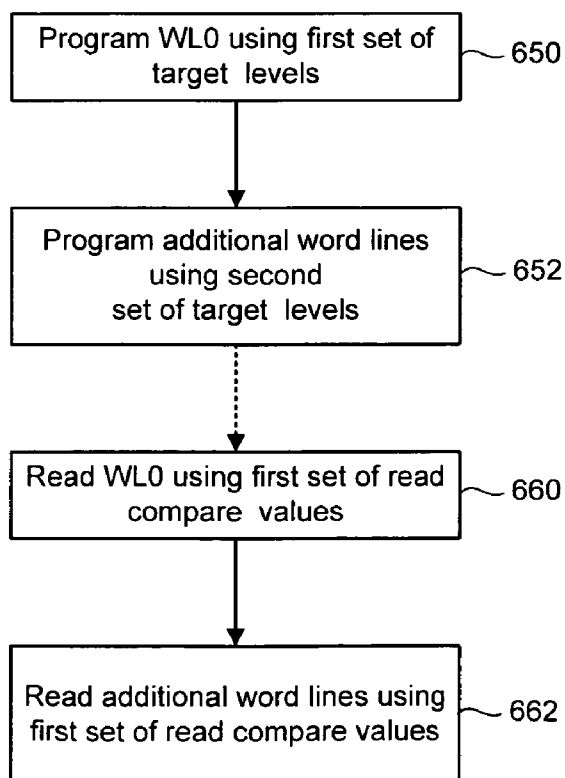 Program WL0 using first set of
target levels
650
Program additional word lines
using second
set of target levels
652
Read WL0 using first set of read
compare values
660
Read additional word lines using
first set of read compare values
662